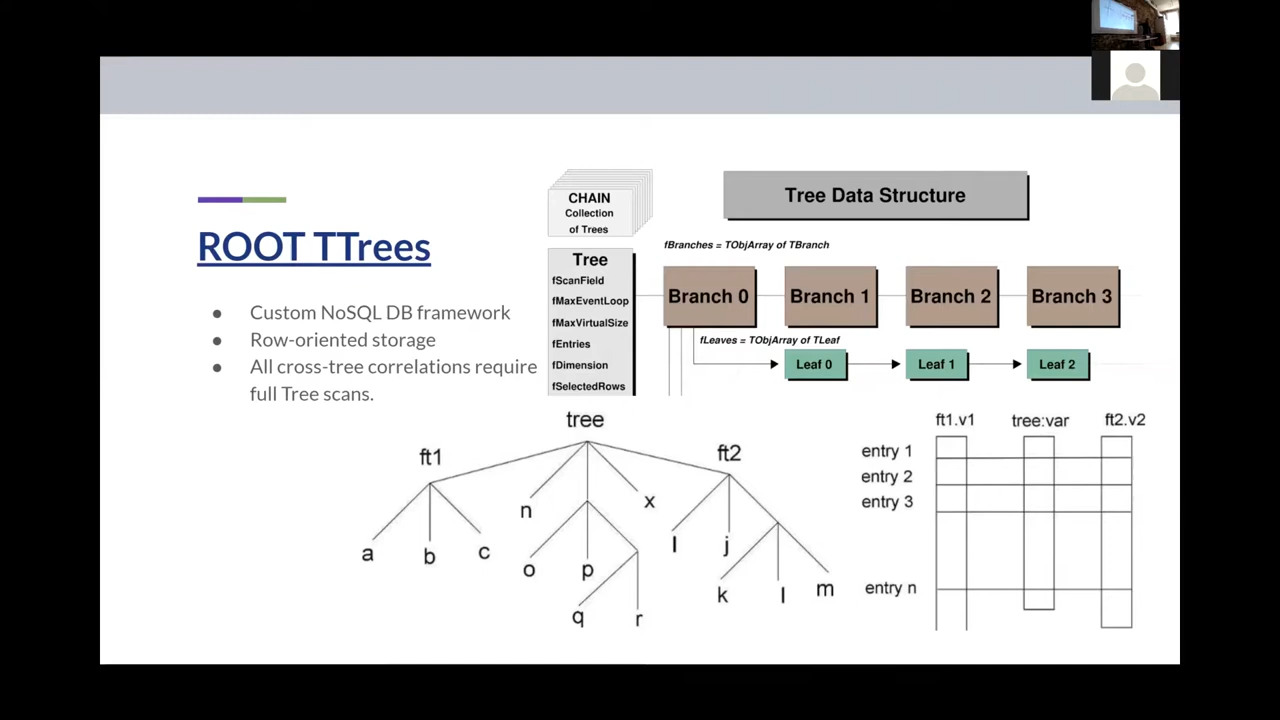 ROOT TTrees
● Custom NoSQL DB framework
● Row-oriented storage
● All cross-tree correlations require
full Tree scans.
CHAIN
Collection
of Trees
Tree Data Structure
fBranches = TObjArray of TBranch
Tree
fScanField
fMaxEventLoop
fMaxVirtualSize
fEntries
fDimension
fSelectedRows
Branch 0
Branch 1
Branch 2
Branch 3
fLeaves = TObjArray of TLeaf
Leaf 0
Leaf 1
Leaf 2
tree
ft1
ft2
n
x
a
b
c
o
p
q
r
l
j
k
l
m
ft1.v1
tree:var
ft2.v2
entry 1
entry 2
entry 3
entry n